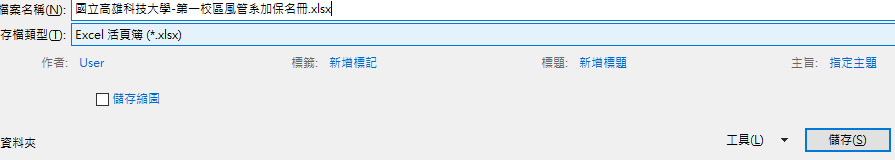 檔案名稱(N): 國立高雄科技大學-第一校區風管系加保名冊.xlsx
存檔類型(T): Excel 活頁簿 (*.xlsx)
作者: User 標籤: 新增標記 標題: 新增標題 主旨: 指定主題
儲存縮圖
資料夾 工具(L) 儲存(S)